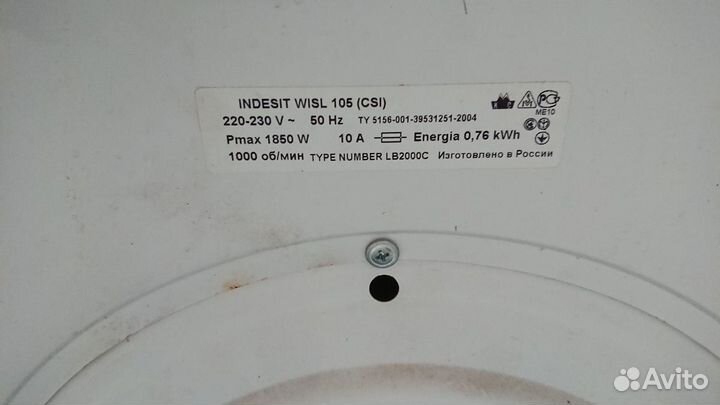 INDESIT WISL 105 (CSI)
220-230 V ~ 50 Hz TY 5156-001-39531251-2004
Pmax 1850 W 10 A Energia 0,76 kWh
1000 об/мин TYPE NUMBER LB2000C Изготовлено в России
ME10
Avito